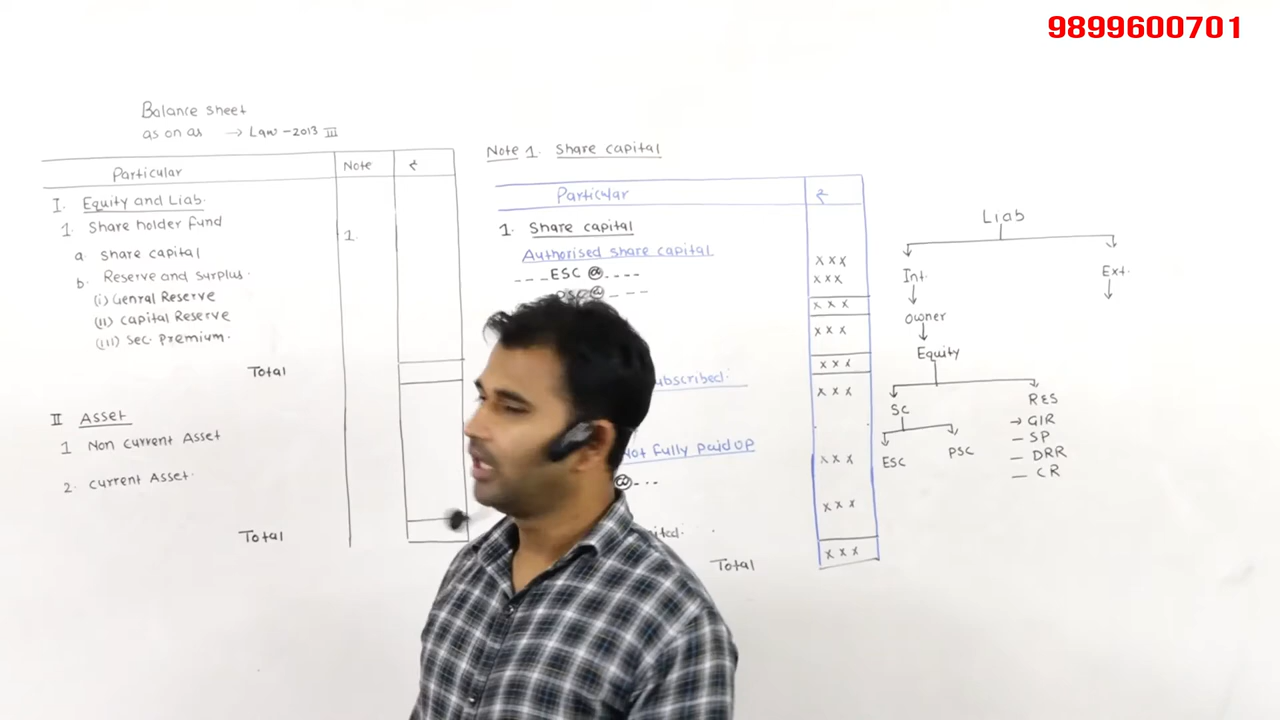 9899600701
Balance sheet
as on as → Law - 2013 III
Particular Note ₹
I. Equity and Liab.
1. Share holder fund
1.
a. share capital
b. Reserve and surplus.
(i) Genral Reserve
(ii) capital Reserve
(iii) Sec. Premium.
Total
II Asset
1 Non current Asset
2. current Asset.
Total
Note 1. Share capital
Particular ₹
1. Share capital
Authorised share capital
---ESC @---- xxx
PSC @--- xxx
xxx
xxx
xxx
ubscribed:
xxx
Not fully paid up
xxx
@---
xxx
Total xxx
Liab
Int. Ext.
owner
Equity
SC RES
ESC PSC
→ GIR
- SP
- DRR
- CR